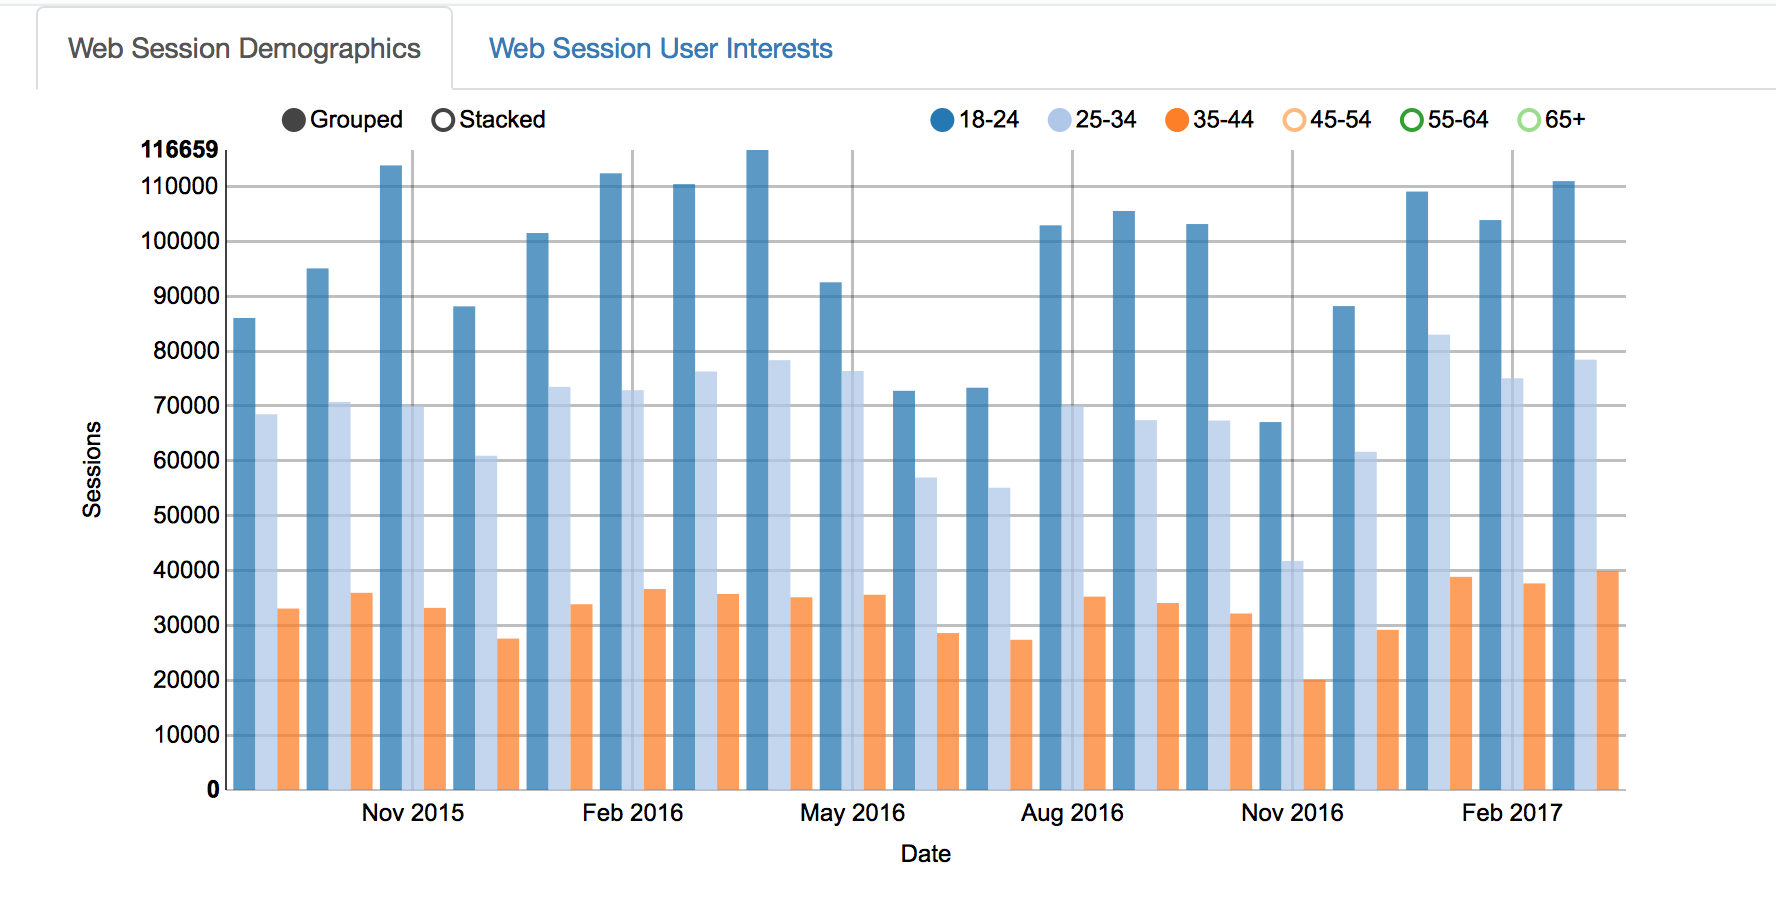 Web Session Demographics Web Session User Interests
Grouped Stacked 18-24 25-34 35-44 45-54 55-64 65+
116659
110000
100000
90000
80000
70000
60000
50000
40000
30000
20000
10000
0
Sessions
Nov 2015 Feb 2016 May 2016 Aug 2016 Nov 2016 Feb 2017
Date